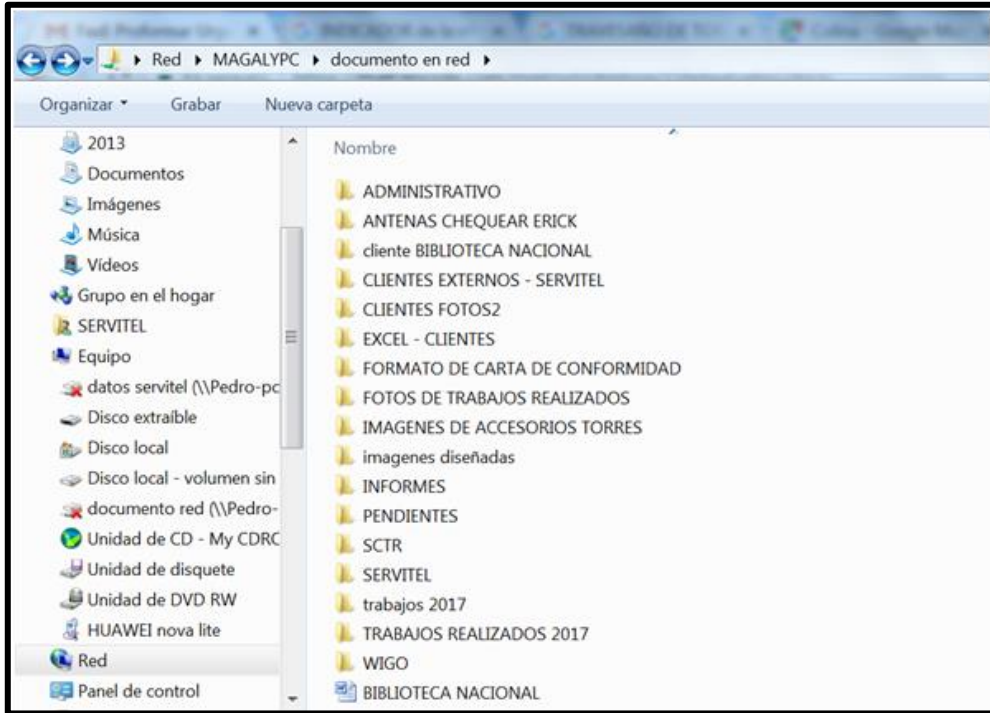 Red ▸ MAGALYPC ▸ documento en red ▸
Organizar Grabar Nueva carpeta
2013
Documentos
Imágenes
Música
Vídeos
Grupo en el hogar
SERVITEL
Equipo
datos servitel (\\Pedro-pc
Disco extraíble
Disco local
Disco local - volumen sin
documento red (\\Pedro-
Unidad de CD - My CDRC
Unidad de disquete
Unidad de DVD RW
HUAWEI nova lite
Red
Panel de control
Nombre
ADMINISTRATIVO
ANTENAS CHEQUEAR ERICK
cliente BIBLIOTECA NACIONAL
CLIENTES EXTERNOS - SERVITEL
CLIENTES FOTOS2
EXCEL - CLIENTES
FORMATO DE CARTA DE CONFORMIDAD
FOTOS DE TRABAJOS REALIZADOS
IMAGENES DE ACCESORIOS TORRES
imagenes diseñadas
INFORMES
PENDIENTES
SCTR
SERVITEL
trabajos 2017
TRABAJOS REALIZADOS 2017
WIGO
BIBLIOTECA NACIONAL